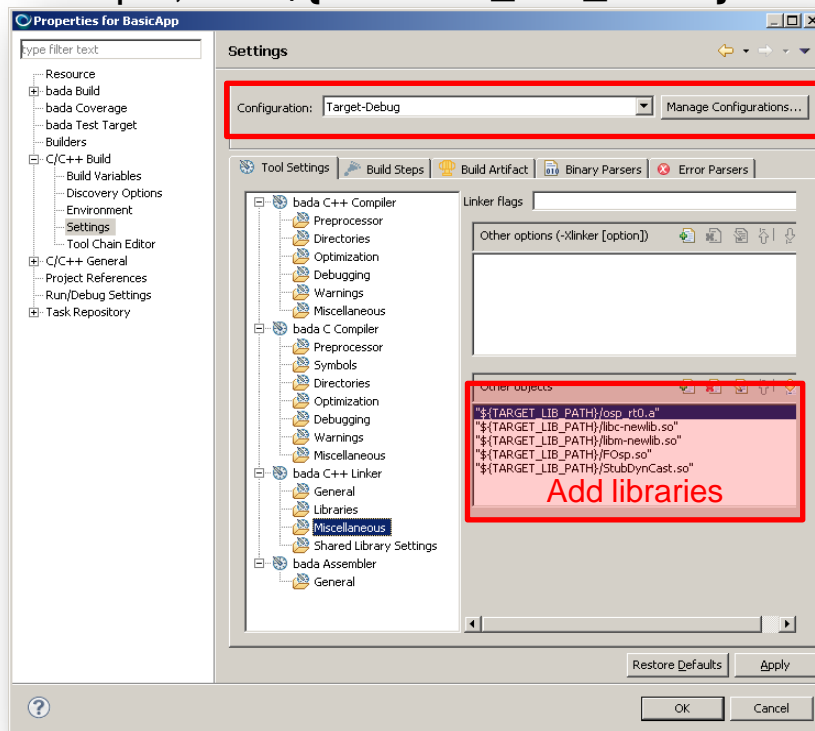 Properties for BasicApp
type filter text
Resource
bada Build
bada Coverage
bada Test Target
Builders
C/C++ Build
Build Variables
Discovery Options
Environment
Settings
Tool Chain Editor
C/C++ General
Project References
Run/Debug Settings
Task Repository
Settings
Configuration: Target-Debug Manage Configurations...
Tool Settings Build Steps Build Artifact Binary Parsers Error Parsers
bada C++ Compiler
Preprocessor
Directories
Optimization
Debugging
Warnings
Miscellaneous
bada C Compiler
Preprocessor
Symbols
Directories
Optimization
Debugging
Warnings
Miscellaneous
bada C++ Linker
General
Libraries
Miscellaneous
Shared Library Settings
bada Assembler
General
Linker flags
Other options (-Xlinker [option])
Other objects
"${TARGET_LIB_PATH}/osp_rt0.a"
"${TARGET_LIB_PATH}/libc-newlib.so"
"${TARGET_LIB_PATH}/libm-newlib.so"
"${TARGET_LIB_PATH}/FOsp.so"
"${TARGET_LIB_PATH}/StubDynCast.so"
Add libraries
Restore Defaults Apply
OK Cancel